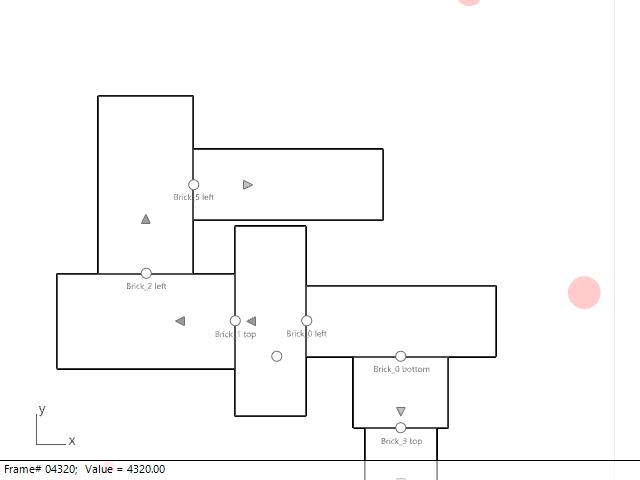 Brick_5 left
Brick_2 left
Brick_1 top
Brick_0 left
Brick_0 bottom
y
x
Brick_3 top
Frame# 04320; Value = 4320.00